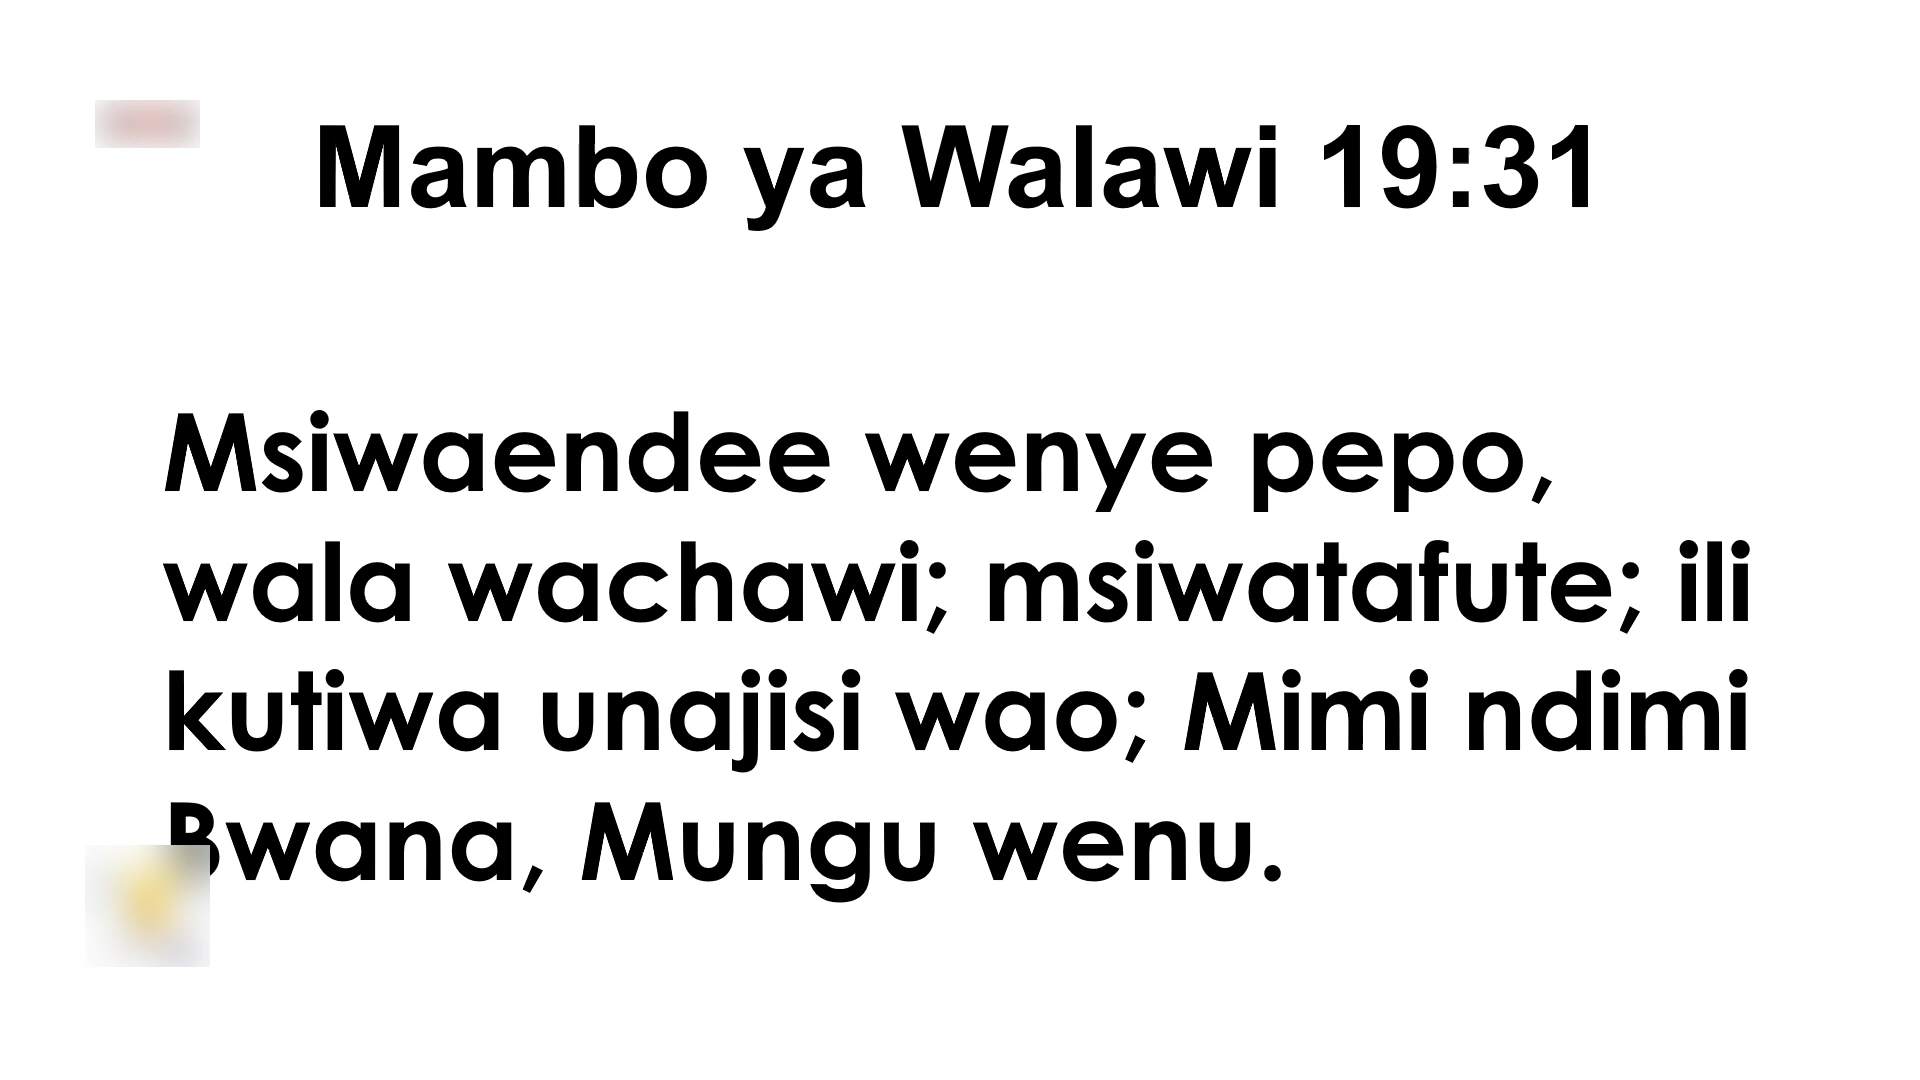 Mambo ya Walawi 19:31
Msiwaendee wenye pepo,
wala wachawi; msiwatafute; ili
kutiwa unajisi wao; Mimi ndimi
Bwana, Mungu wenu.